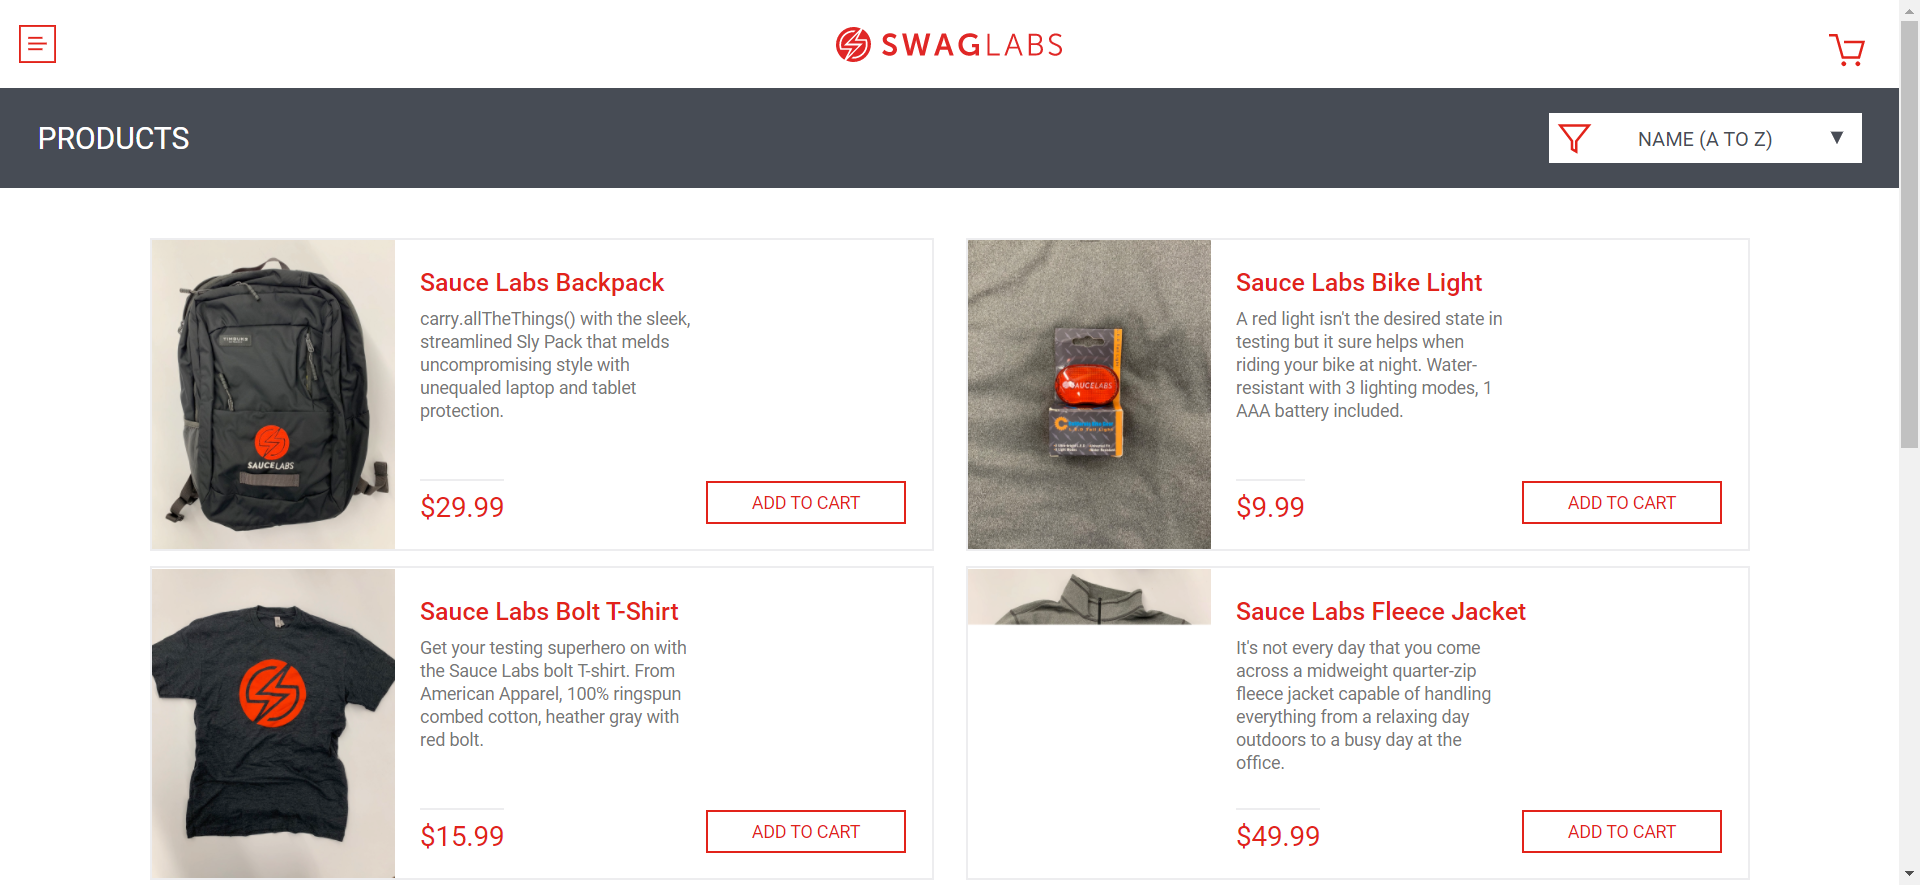 SWAGLABS
PRODUCTS
NAME (A TO Z)
Sauce Labs Backpack
carry.allTheThings() with the sleek,
streamlined Sly Pack that melds
uncompromising style with
unequaled laptop and tablet
protection.
$29.99
ADD TO CART
SAUCELABS
Sauce Labs Bike Light
A red light isn't the desired state in
testing but it sure helps when
riding your bike at night. Water-
resistant with 3 lighting modes, 1
AAA battery included.
$9.99
ADD TO CART
SAUCELABS
Sauce Labs Bolt T-Shirt
Get your testing superhero on with
the Sauce Labs bolt T-shirt. From
American Apparel, 100% ringspun
combed cotton, heather gray with
red bolt.
$15.99
ADD TO CART
Sauce Labs Fleece Jacket
It's not every day that you come
across a midweight quarter-zip
fleece jacket capable of handling
everything from a relaxing day
outdoors to a busy day at the
office.
$49.99
ADD TO CART